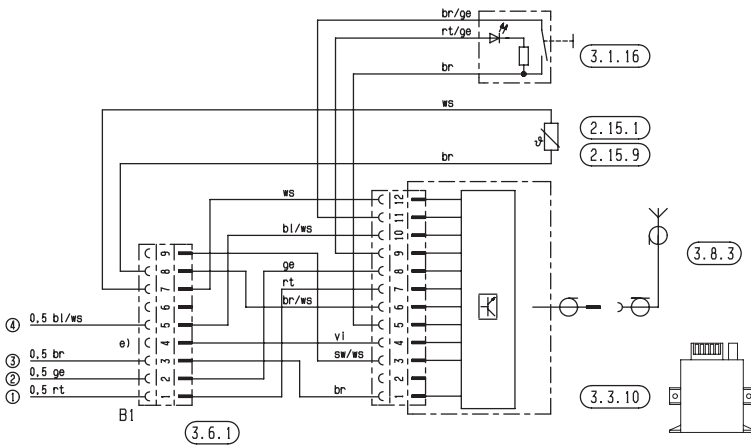 br/ge
rt/ge
br
3.1.16
ws
2.15.1
ϑ
2.15.9
br
ws
12
11
bl/ws
10
9
9
3.8.3
ge
8
8
rt
7
7
br/ws
6
6
④ 0,5 bl/ws
5
5
e)
4
vi
4
③ 0,5 br
3
sw/ws
3
② 0,5 ge
2
2
① 0,5 rt
1
br
1
3.3.10
B1
3.6.1